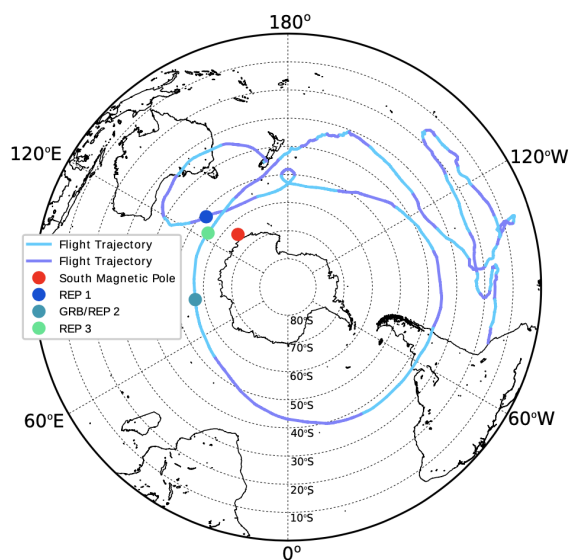 180°
120°E
120°W
Flight Trajectory
Flight Trajectory
South Magnetic Pole
REP 1
GRB/REP 2
REP 3
80°S
70°S
60°S
50°S
40°S
30°S
20°S
10°S
60°E
60°W
0°